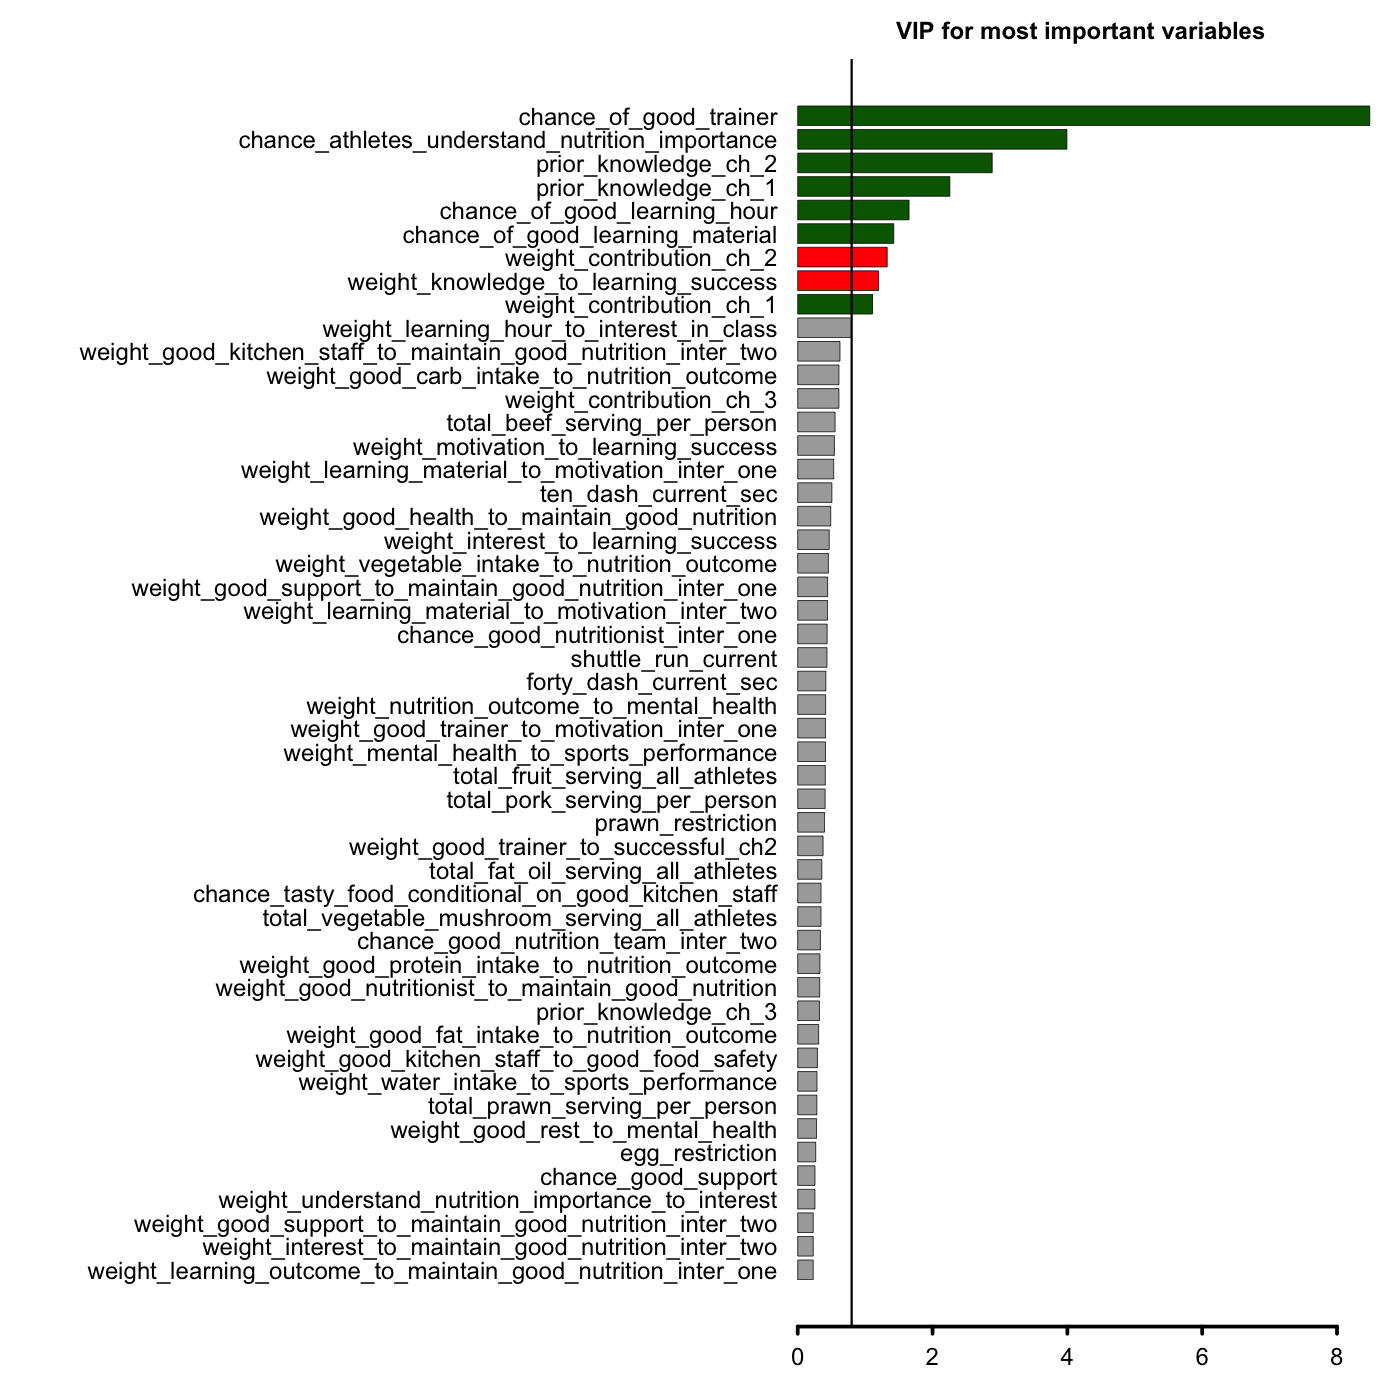 VIP for most important variables
chance_of_good_trainer
chance_athletes_understand_nutrition_importance
prior_knowledge_ch_2
prior_knowledge_ch_1
chance_of_good_learning_hour
chance_of_good_learning_material
weight_contribution_ch_2
weight_knowledge_to_learning_success
weight_contribution_ch_1
weight_learning_hour_to_interest_in_class
weight_good_kitchen_staff_to_maintain_good_nutrition_inter_two
weight_good_carb_intake_to_nutrition_outcome
weight_contribution_ch_3
total_beef_serving_per_person
weight_motivation_to_learning_success
weight_learning_material_to_motivation_inter_one
ten_dash_current_sec
weight_good_health_to_maintain_good_nutrition
weight_interest_to_learning_success
weight_vegetable_intake_to_nutrition_outcome
weight_good_support_to_maintain_good_nutrition_inter_one
weight_learning_material_to_motivation_inter_two
chance_good_nutritionist_inter_one
shuttle_run_current
forty_dash_current_sec
weight_nutrition_outcome_to_mental_health
weight_good_trainer_to_motivation_inter_one
weight_mental_health_to_sports_performance
total_fruit_serving_all_athletes
total_pork_serving_per_person
prawn_restriction
weight_good_trainer_to_successful_ch2
total_fat_oil_serving_all_athletes
chance_tasty_food_conditional_on_good_kitchen_staff
total_vegetable_mushroom_serving_all_athletes
chance_good_nutrition_team_inter_two
weight_good_protein_intake_to_nutrition_outcome
weight_good_nutritionist_to_maintain_good_nutrition
prior_knowledge_ch_3
weight_good_fat_intake_to_nutrition_outcome
weight_good_kitchen_staff_to_good_food_safety
weight_water_intake_to_sports_performance
total_prawn_serving_per_person
weight_good_rest_to_mental_health
egg_restriction
chance_good_support
weight_understand_nutrition_importance_to_interest
weight_good_support_to_maintain_good_nutrition_inter_two
weight_interest_to_maintain_good_nutrition_inter_two
weight_learning_outcome_to_maintain_good_nutrition_inter_one
0 2 4 6 8